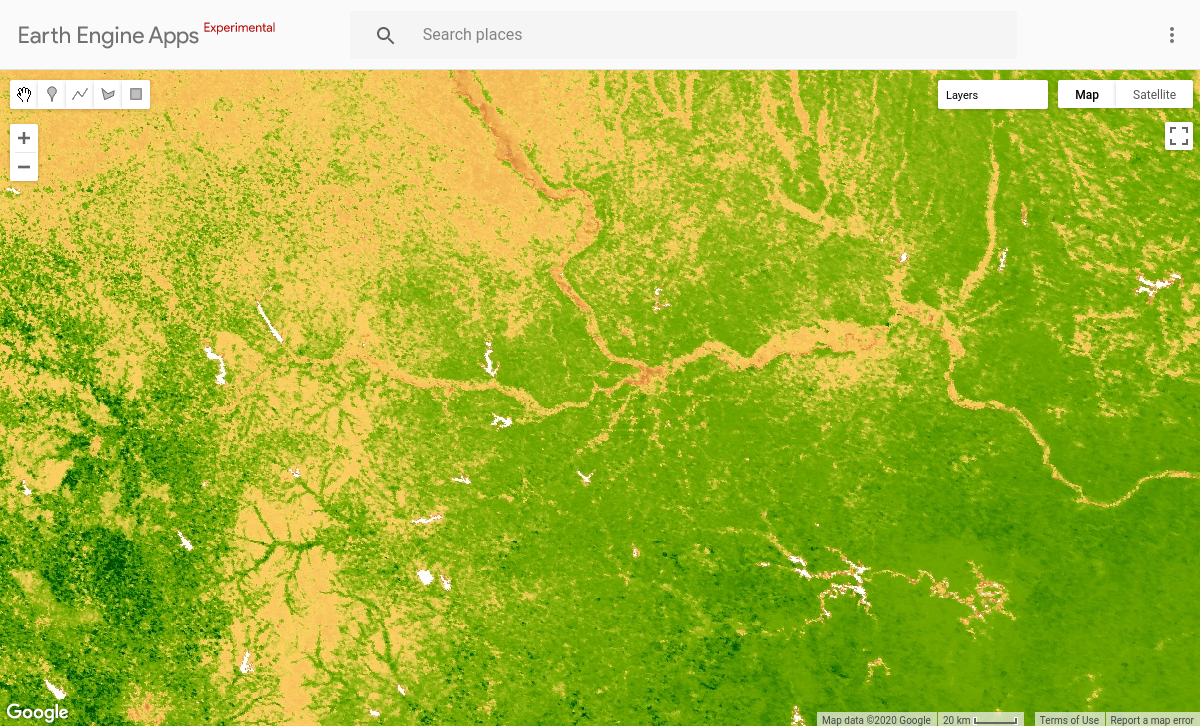 Earth Engine Apps Experimental
Search places
Layers
Map
Satellite
Google
Map data ©2020 Google
20 km
Terms of Use
Report a map err